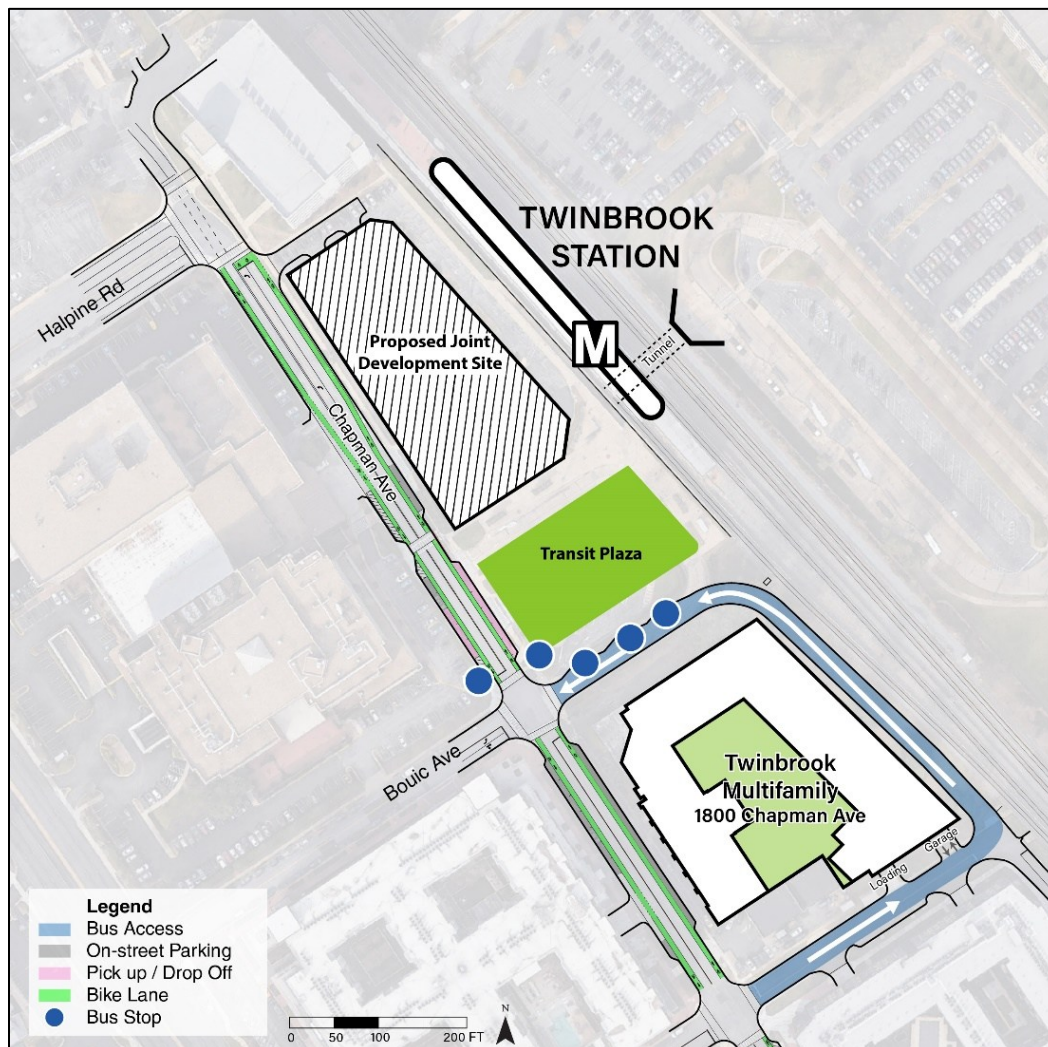 TWINBROOK
STATION
Halpine Rd
M
Tunnel
Proposed Joint
Development Site
Chapman Ave
Transit Plaza
Bouic Ave
Twinbrook
Multifamily
1800 Chapman Ave
Garage
Loading
Legend
Bus Access
On-street Parking
Pick up / Drop Off
Bike Lane
Bus Stop
N
0 50 100 200 FT